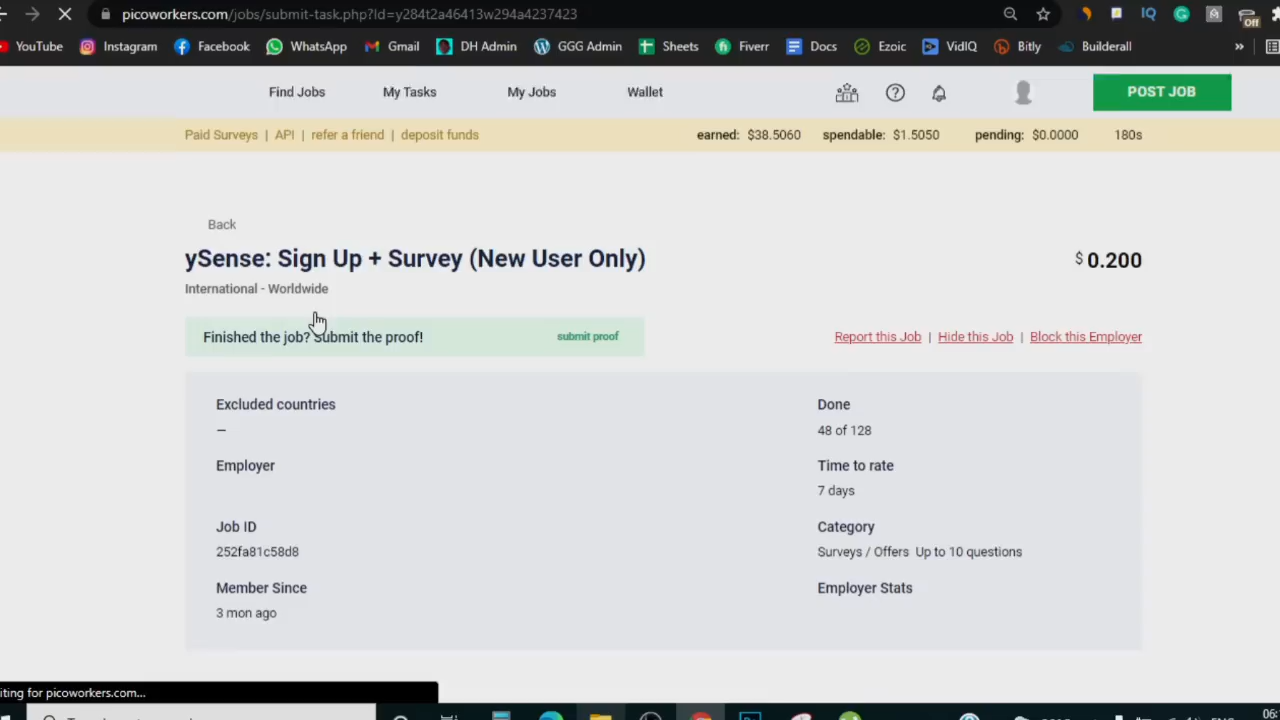 picoworkers.com/jobs/submit-task.php?Id=y284t2a46413w294a4237423
YouTube Instagram Facebook WhatsApp Gmail DH Admin GGG Admin Sheets Fiverr Docs Ezoic VidIQ Bitly Builderall »
IQ
Off
Find Jobs My Tasks My Jobs Wallet POST JOB
Paid Surveys | API | refer a friend | deposit funds earned: $38.5060 spendable: $1.5050 pending: $0.0000 180s
Back
ySense: Sign Up + Survey (New User Only) $ 0.200
International - Worldwide
Finished the job? Submit the proof! submit proof Report this Job | Hide this Job | Block this Employer
Excluded countries Done
– 48 of 128
Employer Time to rate
7 days
Job ID Category
252fa81c58d8 Surveys / Offers Up to 10 questions
Member Since Employer Stats
3 mon ago
iting for picoworkers.com...
06: